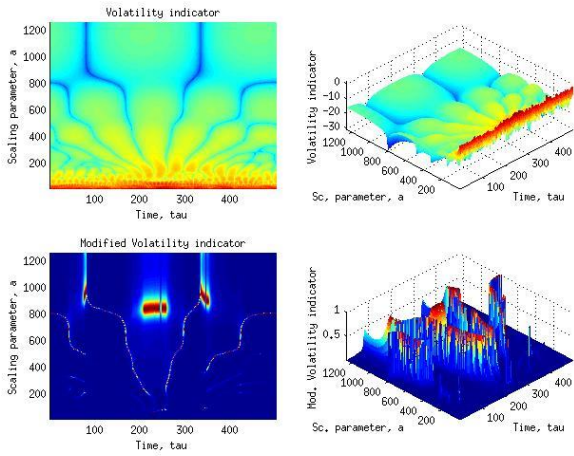 Volatility indicator
Scaling parameter, a
1200
1000
800
600
400
200
100 200 300 400
Time, tau
Volatility indicator
0
-10
-20
-30
1200
1000
800
600
400
200
Sc, parameter, a
100
200
300
400
Time, tau
Modified Volatility indicator
Scaling parameter, a
1200
1000
800
600
400
200
100 200 300 400
Time, tau
Mod. Volatility indicator
1
0.5
1200
1000
800
600
400
200
Sc. parameter, a
100
200
300
400
Time, tau